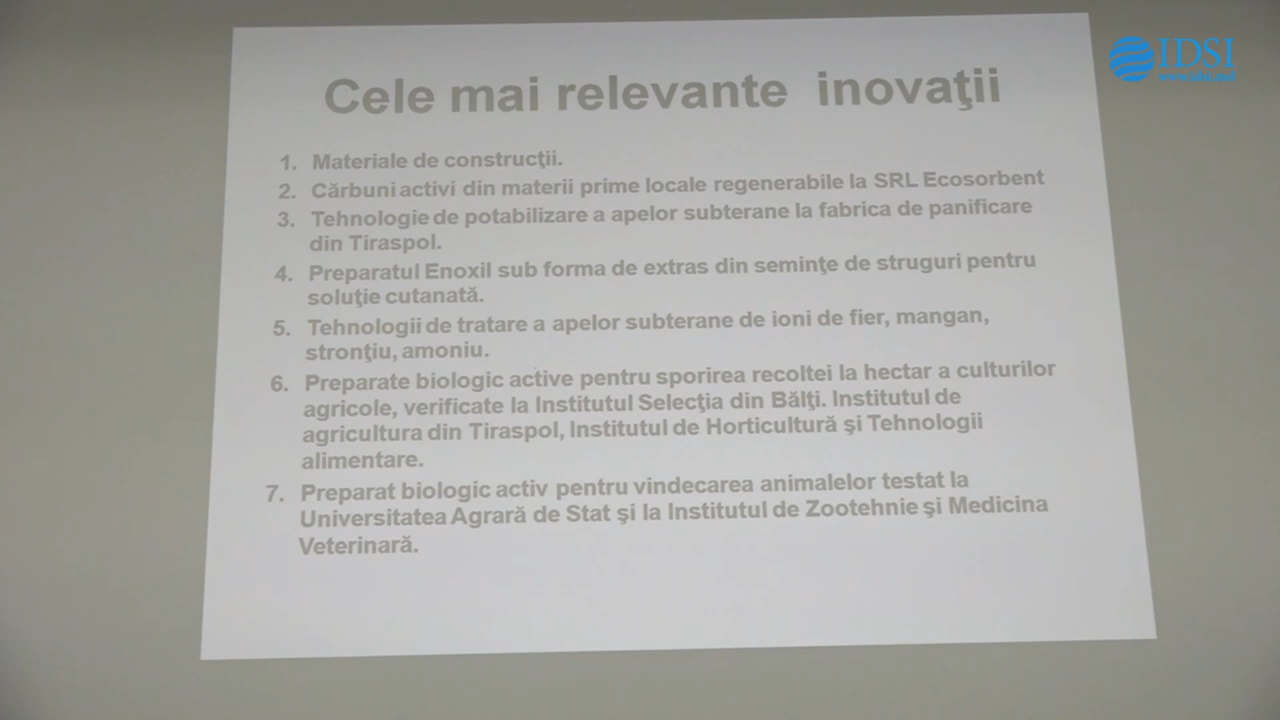 IDSI
www.idsi.md
Cele mai relevante inovaţii
1. Materiale de construcţii.
2. Cărbuni activi din materii prime locale regenerabile la SRL Ecosorbent
3. Tehnologie de potabilizare a apelor subterane la fabrica de panificare
din Tiraspol.
4. Preparatul Enoxil sub forma de extras din seminţe de struguri pentru
soluţie cutanată.
5. Tehnologii de tratare a apelor subterane de ioni de fier, mangan,
stronţiu, amoniu.
6. Preparate biologic active pentru sporirea recoltei la hectar a culturilor
agricole, verificate la Institutul Selecţia din Bălţi. Institutul de
agricultura din Tiraspol, Institutul de Horticultură şi Tehnologii
alimentare.
7. Preparat biologic activ pentru vindecarea animalelor testat la
Universitatea Agrară de Stat şi la Institutul de Zootehnie şi Medicina
Veterinară.